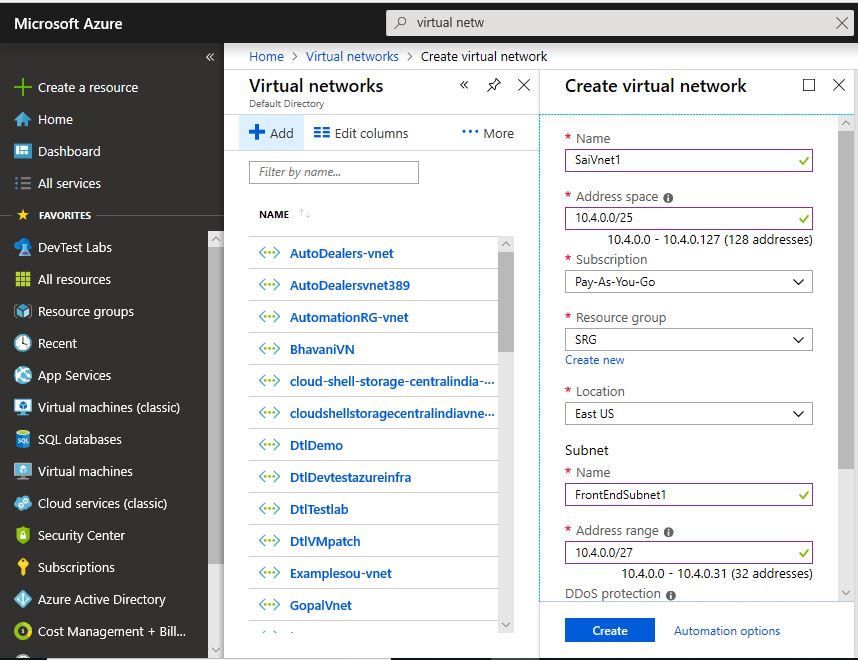 Microsoft Azure
virtual netw
Create a resource
Home
Dashboard
All services
FAVORITES
DevTest Labs
All resources
Resource groups
Recent
App Services
Virtual machines (classic)
SQL databases
Virtual machines
Cloud services (classic)
Security Center
Subscriptions
Azure Active Directory
Cost Management + Bill...
Home > Virtual networks > Create virtual network
Virtual networks
Default Directory
Add
Edit columns
More
Filter by name...
NAME
AutoDealers-vnet
AutoDealersvnet389
AutomationRG-vnet
BhavaniVN
cloud-shell-storage-centralindia-...
cloudshellstoragecentralindiavne...
DtlDemo
DtlDevtestazureinfra
DtlTestlab
DtlVMpatch
Examplesou-vnet
GopalVnet
Create virtual network
* Name
SaiVnet1
* Address space
10.4.0.0/25
10.4.0.0 - 10.4.0.127 (128 addresses)
* Subscription
Pay-As-You-Go
* Resource group
SRG
Create new
* Location
East US
Subnet
* Name
FrontEndSubnet1
* Address range
10.4.0.0/27
10.4.0.0 - 10.4.0.31 (32 addresses)
DDoS protection
Create
Automation options